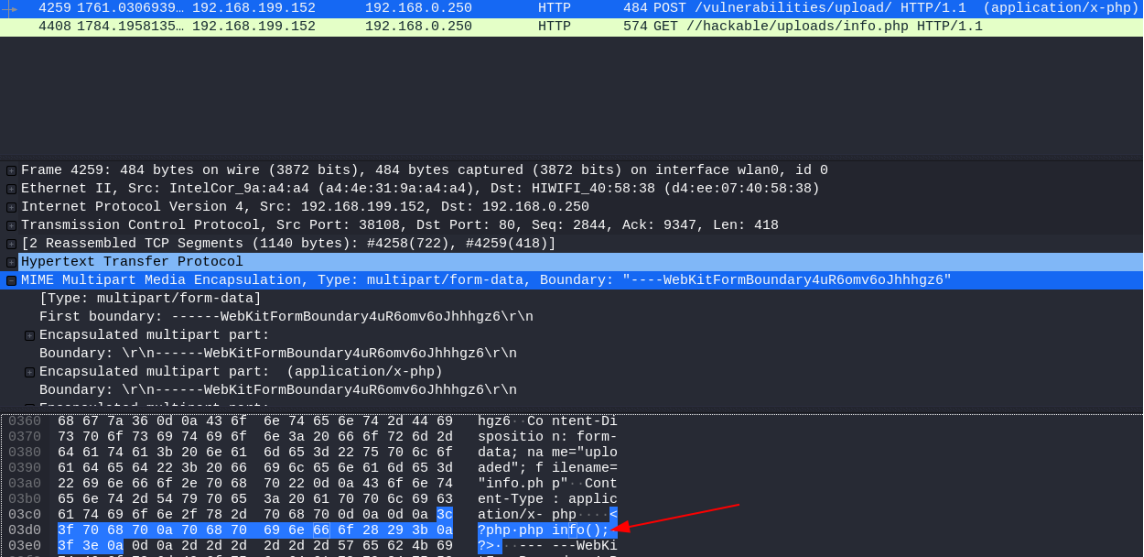 4259 1761.0306939… 192.168.199.152 192.168.0.250 HTTP 484 POST /vulnerabilities/upload/ HTTP/1.1  (application/x-php)
4408 1784.1958135… 192.168.199.152 192.168.0.250 HTTP 574 GET //hackable/uploads/info.php HTTP/1.1
Frame 4259: 484 bytes on wire (3872 bits), 484 bytes captured (3872 bits) on interface wlan0, id 0
Ethernet II, Src: IntelCor_9a:a4:a4 (a4:4e:31:9a:a4:a4), Dst: HIWIFI_40:58:38 (d4:ee:07:40:58:38)
Internet Protocol Version 4, Src: 192.168.199.152, Dst: 192.168.0.250
Transmission Control Protocol, Src Port: 38108, Dst Port: 80, Seq: 2844, Ack: 9347, Len: 418
[2 Reassembled TCP Segments (1140 bytes): #4258(722), #4259(418)]
Hypertext Transfer Protocol
MIME Multipart Media Encapsulation, Type: multipart/form-data, Boundary: "----WebKitFormBoundary4uR6omv6oJhhhgz6"
[Type: multipart/form-data]
First boundary: ------WebKitFormBoundary4uR6omv6oJhhhgz6\r\n
Encapsulated multipart part:
Boundary: \r\n------WebKitFormBoundary4uR6omv6oJhhhgz6\r\n
Encapsulated multipart part:  (application/x-php)
Boundary: \r\n------WebKitFormBoundary4uR6omv6oJhhhgz6\r\n
0360 68 67 7a 36 0d 0a 43 6f 6e 74 65 6e 74 2d 44 69 hgz6··Co ntent-Di
0370 73 70 6f 73 69 74 69 6f 6e 3a 20 66 6f 72 6d 2d spositio n: form-
0380 64 61 74 61 3b 20 6e 61 6d 65 3d 22 75 70 6c 6f data; na me="uplo
0390 61 64 65 64 22 3b 20 66 69 6c 65 6e 61 6d 65 3d aded"; f ilename=
03a0 22 69 6e 66 6f 2e 70 68 70 22 0d 0a 43 6f 6e 74 "info.ph p"··Cont
03b0 65 6e 74 2d 54 79 70 65 3a 20 61 70 70 6c 69 63 ent-Type : applic
03c0 61 74 69 6f 6e 2f 78 2d 70 68 70 0d 0a 0d 0a 3c ation/x- php····<
03d0 3f 70 68 70 0a 70 68 70 69 6e 66 6f 28 29 3b 0a ?php·php info();·
03e0 3f 3e 0a 0d 0a 2d 2d 2d 2d 2d 2d 57 65 62 4b 69 ?>···--- ---WebKi